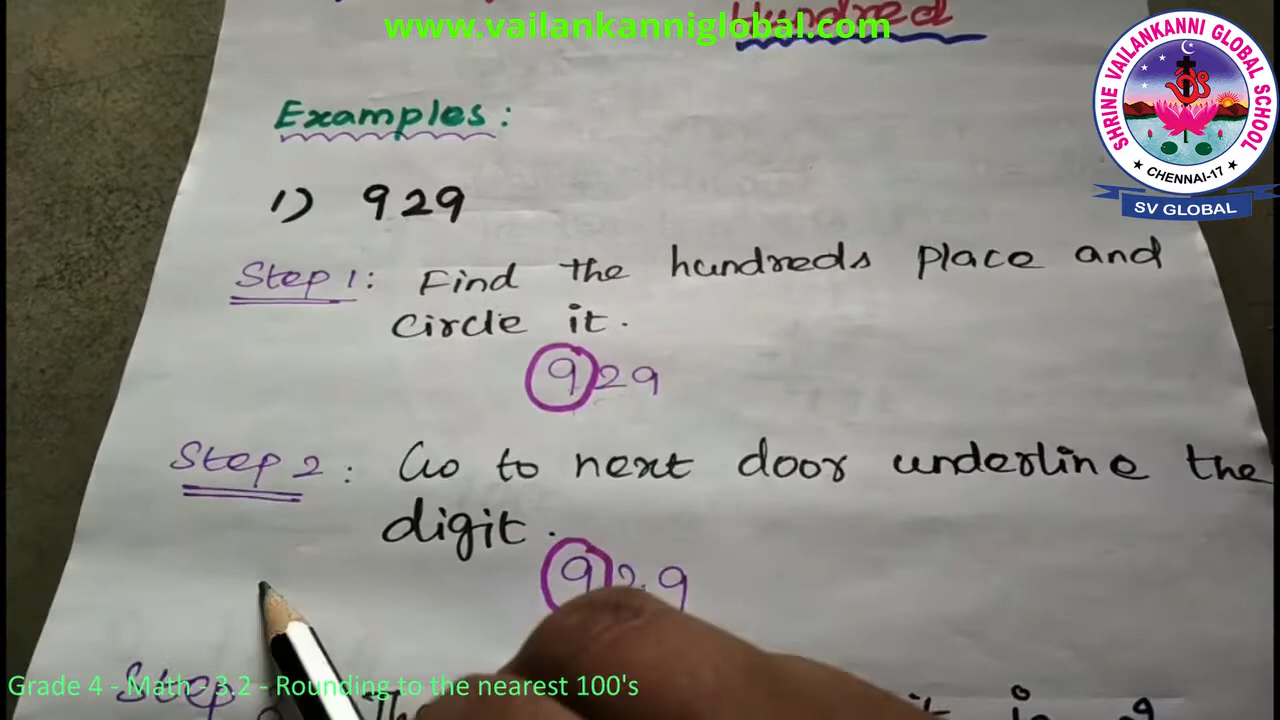 www.vailankanniglobal.com
Hundred
Examples:
1) 929
Step 1: Find the hundreds place and
circle it.
929
Step 2: Go to next door underline the
digit.
929
Step
SHRINE VAILANKANNI GLOBAL SCHOOL
CHENNAI-17
SV GLOBAL
Grade 4 - Math - 3.2 - Rounding to the nearest 100's